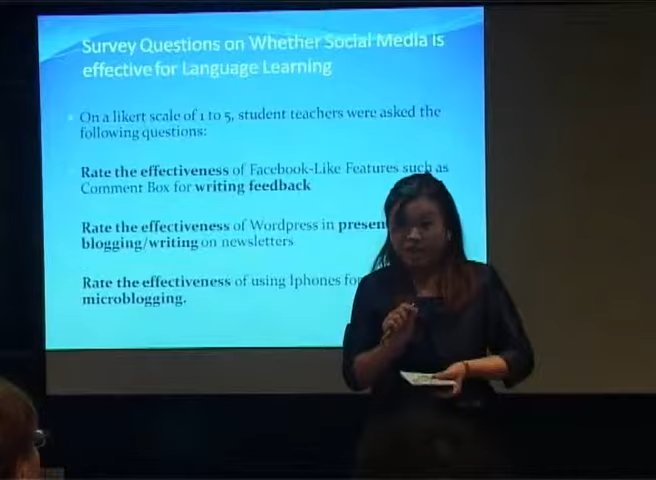 Survey Questions on Whether Social Media is
effective for Language Learning
On a likert scale of 1 to 5, student teachers were asked the
following questions:
Rate the effectiveness of Facebook-Like Features such as
Comment Box for writing feedback
Rate the effectiveness of Wordpress in presen
blogging/writing on newsletters
Rate the effectiveness of using Iphones for
microblogging.